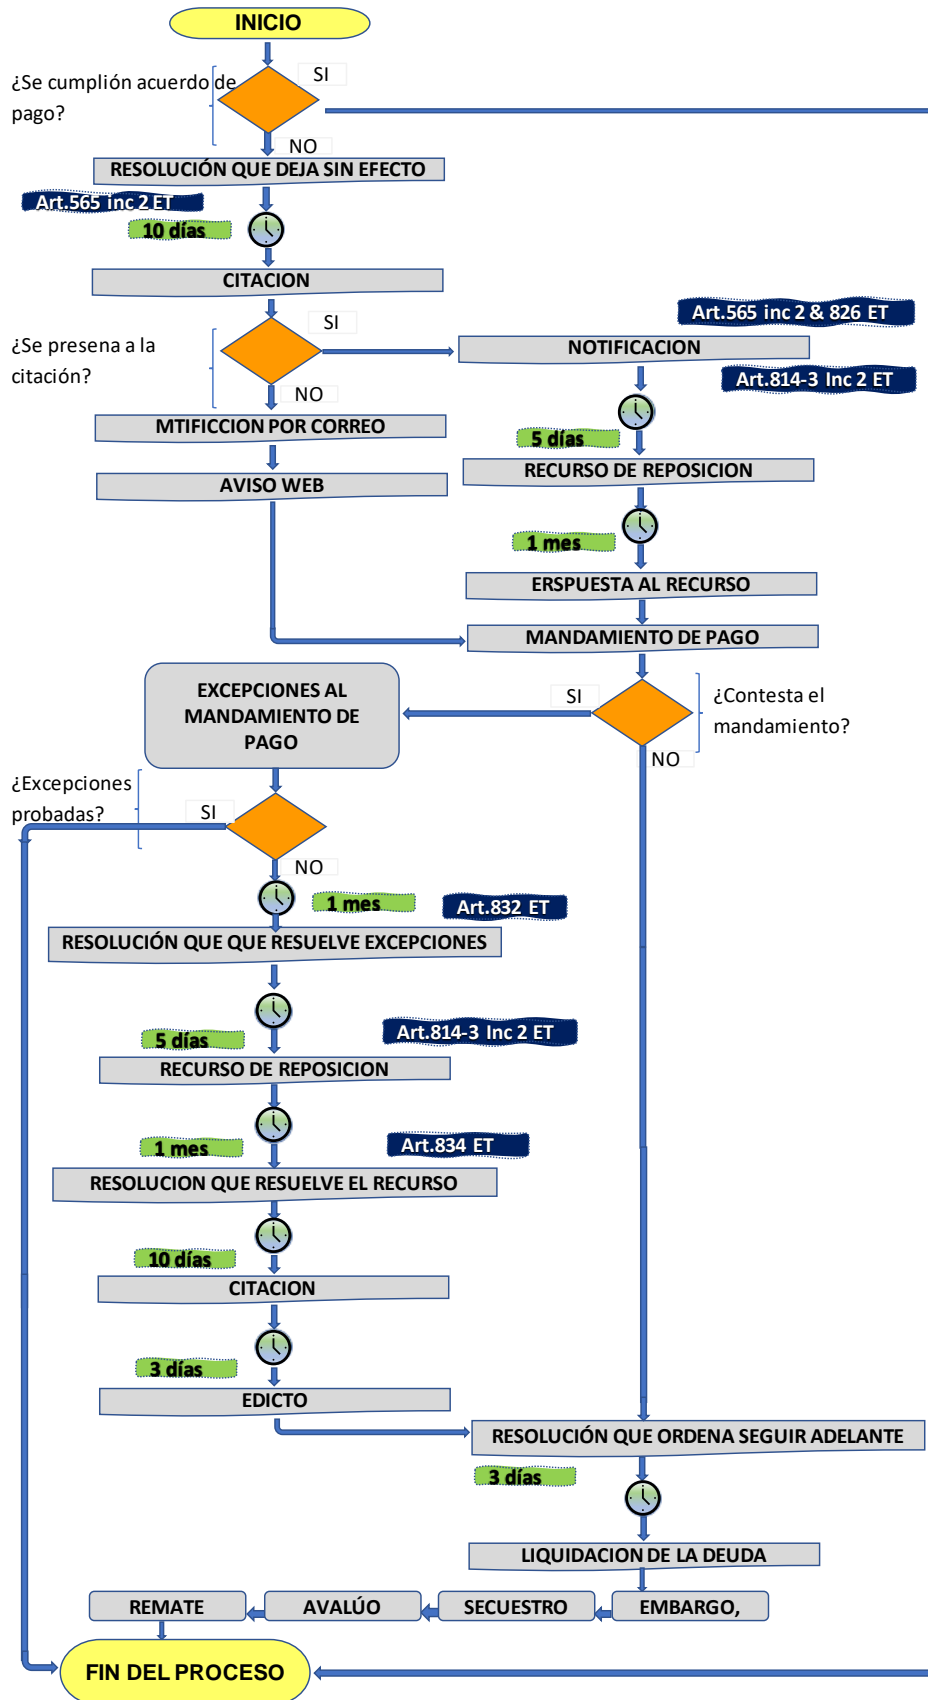 INICIO
SI
¿Se cumplión acuerdo de
pago?
NO
RESOLUCIÓN QUE DEJA SIN EFECTO
Art.565 inc 2 ET
10 días
CITACION
SI
Art.565 inc 2 & 826 ET
¿Se presena a la
citación?
NOTIFICACION
Art.814-3 Inc 2 ET
NO
MTIFICCION POR CORREO
5 días
RECURSO DE REPOSICION
AVISO WEB
1 mes
ERSPUESTA AL RECURSO
MANDAMIENTO DE PAGO
EXCEPCIONES AL
MANDAMIENTO DE
PAGO
SI
¿Contesta el
mandamiento?
NO
¿Excepciones
probadas?
SI
NO
1 mes
Art.832 ET
RESOLUCIÓN QUE QUE RESUELVE EXCEPCIONES
5 días
Art.814-3 Inc 2 ET
RECURSO DE REPOSICION
1 mes
Art.834 ET
RESOLUCION QUE RESUELVE EL RECURSO
10 días
CITACION
3 días
EDICTO
RESOLUCIÓN QUE ORDENA SEGUIR ADELANTE
3 días
LIQUIDACION DE LA DEUDA
REMATE
AVALÚO
SECUESTRO
EMBARGO,
FIN DEL PROCESO